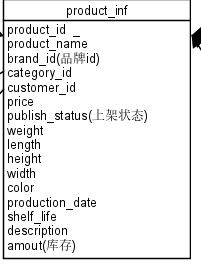 product_inf
product_id _
product_name
brand_id(品牌id)
category_id
customer_id
price
publish_status(上架状态)
weight
length
height
width
color
production_date
shelf_life
description
amout(库存)